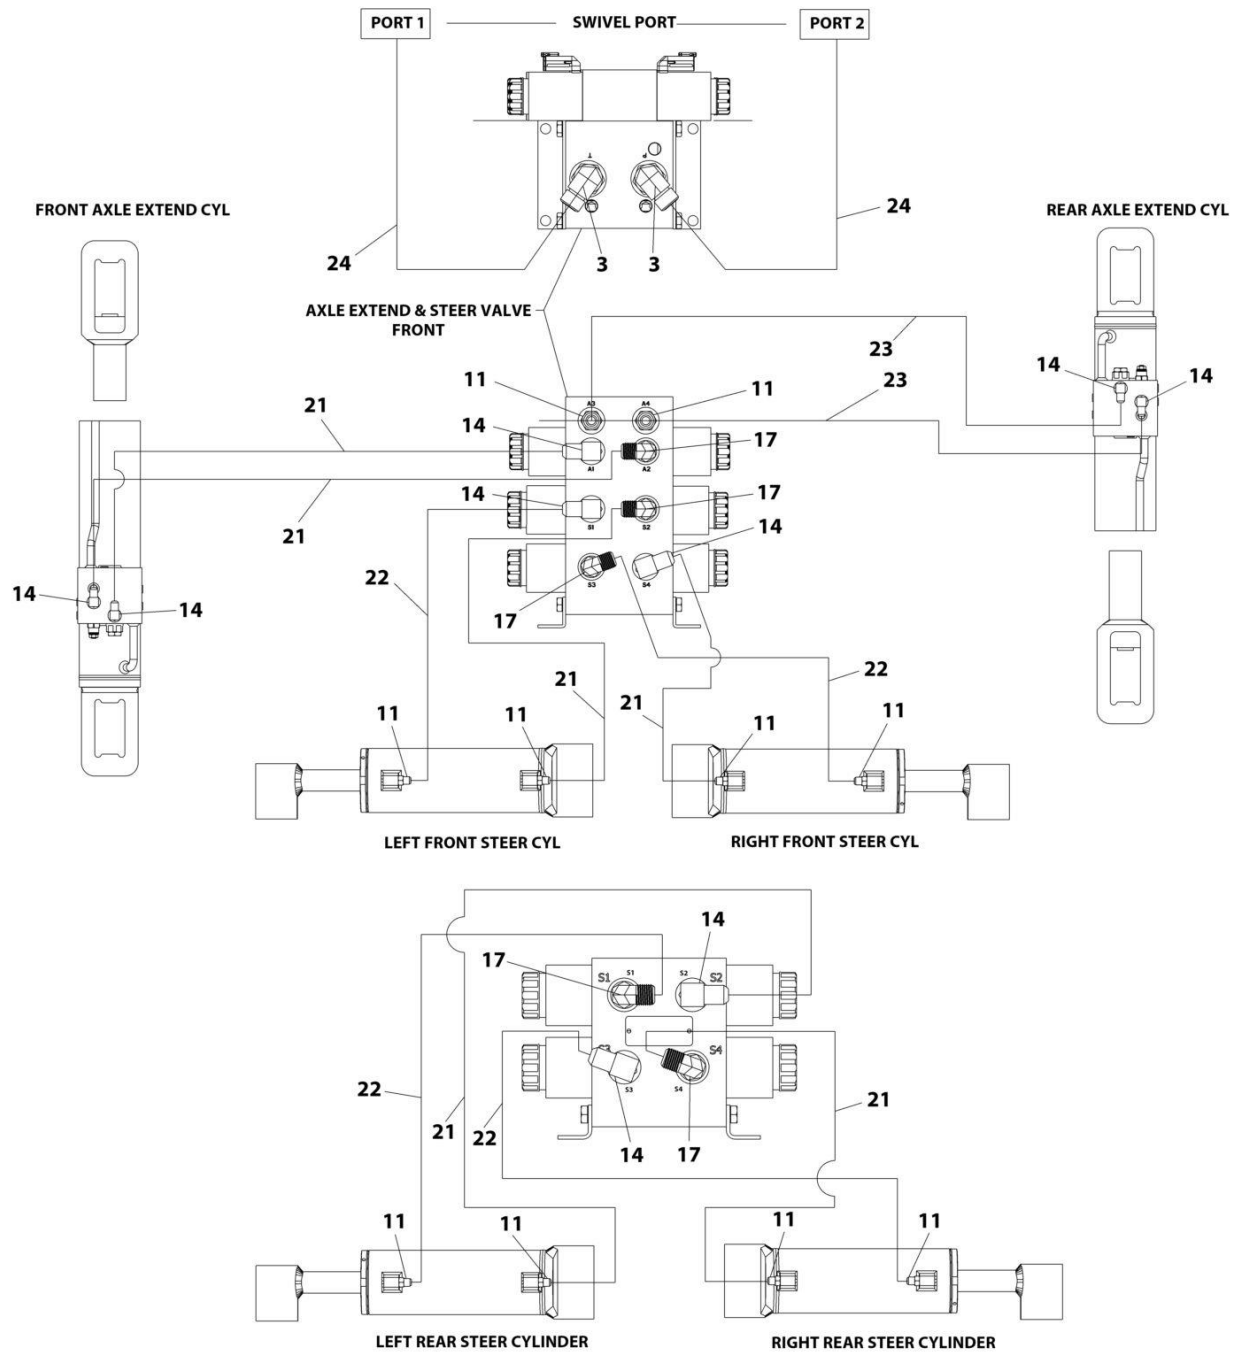 PORT 1
SWIVEL PORT
PORT 2
T
P
FRONT AXLE EXTEND CYL
REAR AXLE EXTEND CYL
24
24
3
3
AXLE EXTEND & STEER VALVE
FRONT
23
11
11
14
14
23
A3
A4
21
14
17
A1
A2
14
17
21
S1
S2
14
22
S3
S4
14
14
17
21
21
22
11
11
11
11
LEFT FRONT STEER CYL
RIGHT FRONT STEER CYL
14
17
S1
S1
S2
S2
S3
S4
S3
S4
22
21
22
21
14
17
11
11
11
11
LEFT REAR STEER CYLINDER
RIGHT REAR STEER CYLINDER